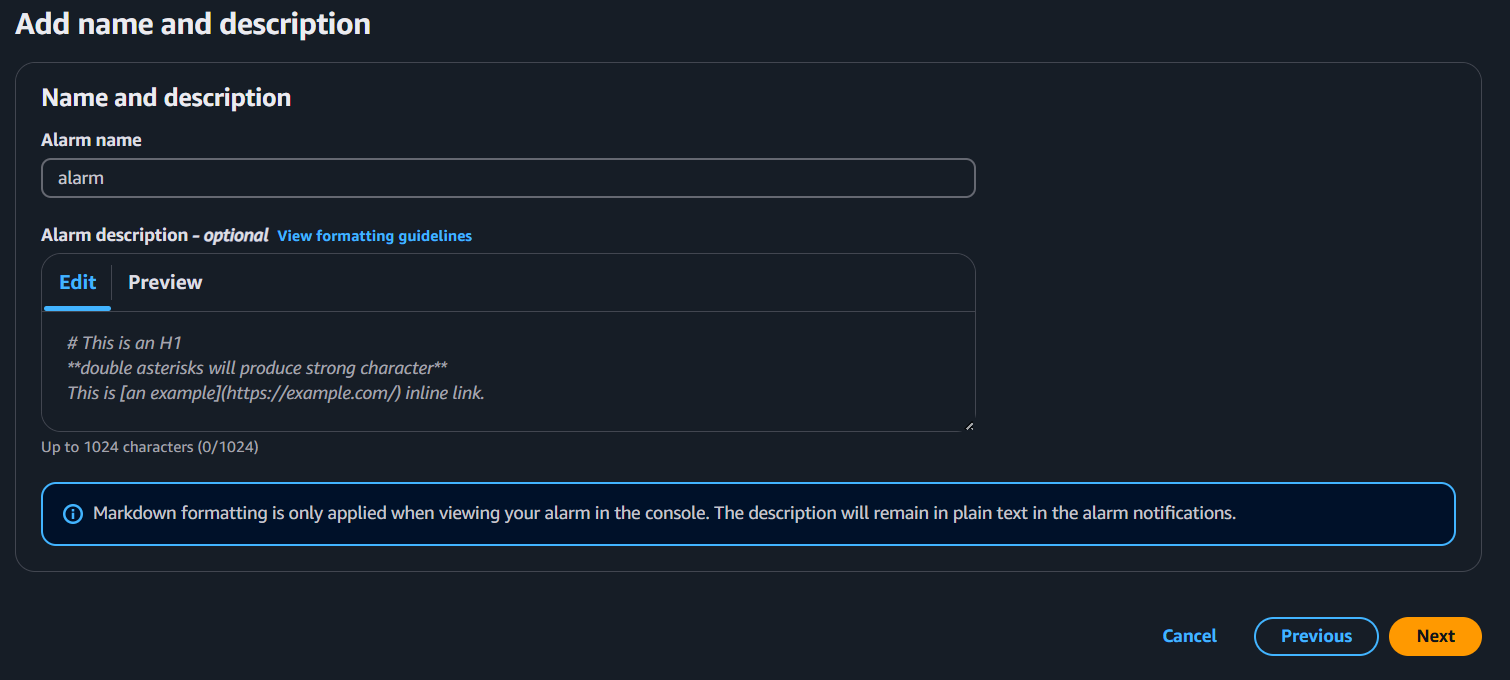 Add name and description
Name and description
Alarm name
alarm
Alarm description - optional View formatting guidelines
Edit Preview
# This is an H1
**double asterisks will produce strong character**
This is [an example](https://example.com/) inline link.
Up to 1024 characters (0/1024)
Markdown formatting is only applied when viewing your alarm in the console. The description will remain in plain text in the alarm notifications.
Cancel Previous Next